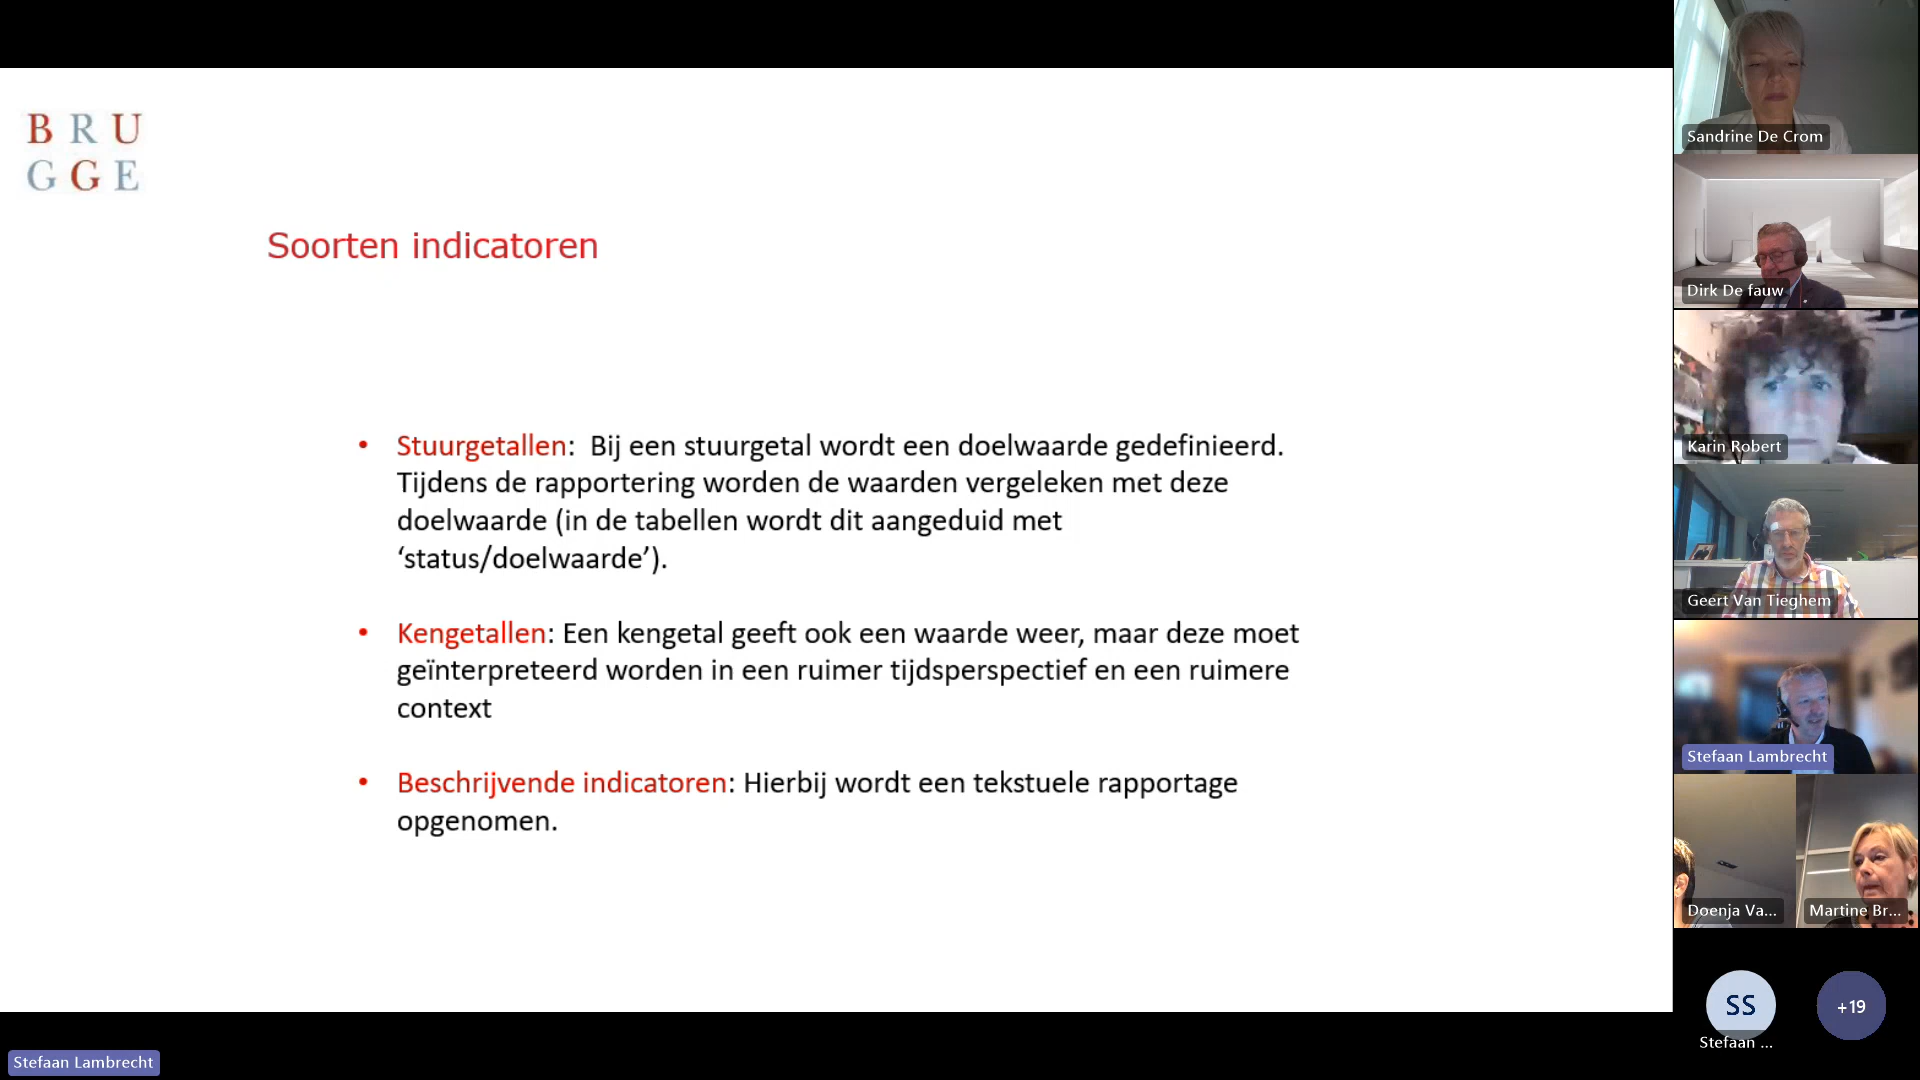 BRU
GGE
Soorten indicatoren
• Stuurgetallen:  Bij een stuurgetal wordt een doelwaarde gedefinieerd.
Tijdens de rapportering worden de waarden vergeleken met deze
doelwaarde (in de tabellen wordt dit aangeduid met
‘status/doelwaarde’).
• Kengetallen: Een kengetal geeft ook een waarde weer, maar deze moet
geïnterpreteerd worden in een ruimer tijdsperspectief en een ruimere
context
• Beschrijvende indicatoren: Hierbij wordt een tekstuele rapportage
opgenomen.
Stefaan Lambrecht
Sandrine De Crom
Dirk De fauw
Karin Robert
Geert Van Tieghem
Stefaan Lambrecht
Doenja Va...
Martine Br...
SS
Stefaan ...
+19